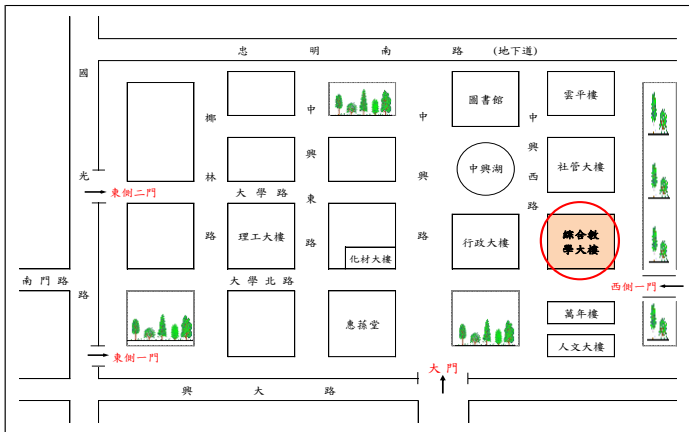 忠明南路(地下道)
國光路
椰林路
中興東路
中興路
中興西路
圖書館
雲平樓
中興湖
社管大樓
東側二門
大學路
理工大樓
化材大樓
行政大樓
綜合教
學大樓
南門路
大學北路
西側一門
惠蓀堂
萬年樓
人文大樓
東側一門
大門
興大路